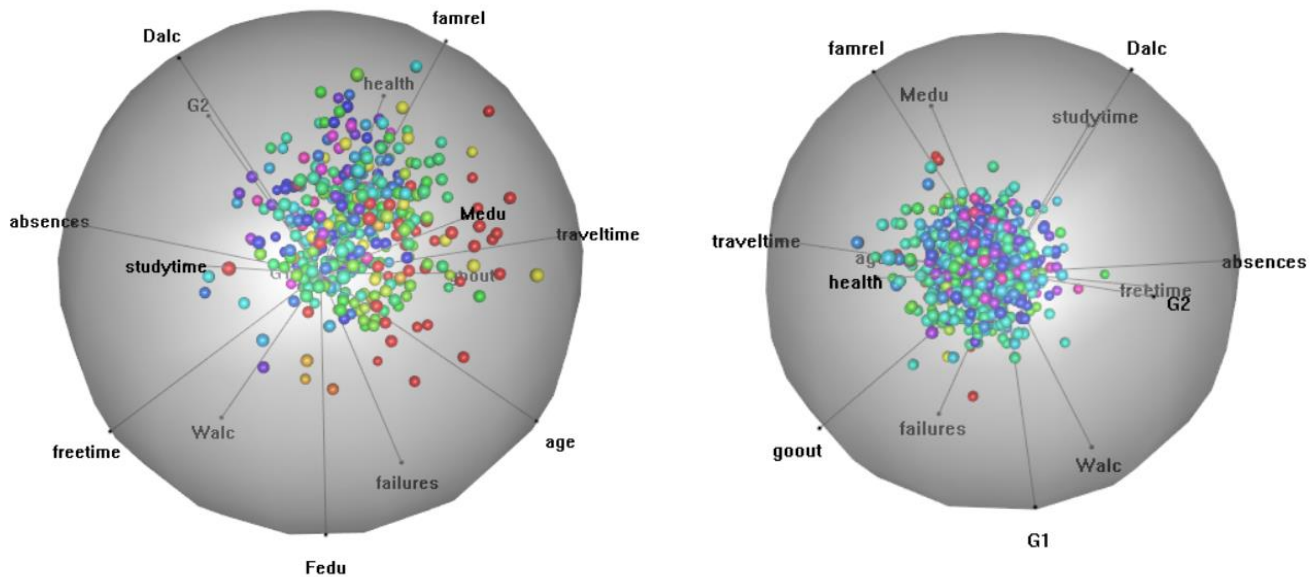 famrel
Dalc
health
G2
Medu
absences
traveltime
studytime
G1
goout
Walc
age
freetime
failures
Fedu
famrel
Dalc
Medu
studytime
traveltime
absences
health
freetime
G2
failures
goout
Walc
G1